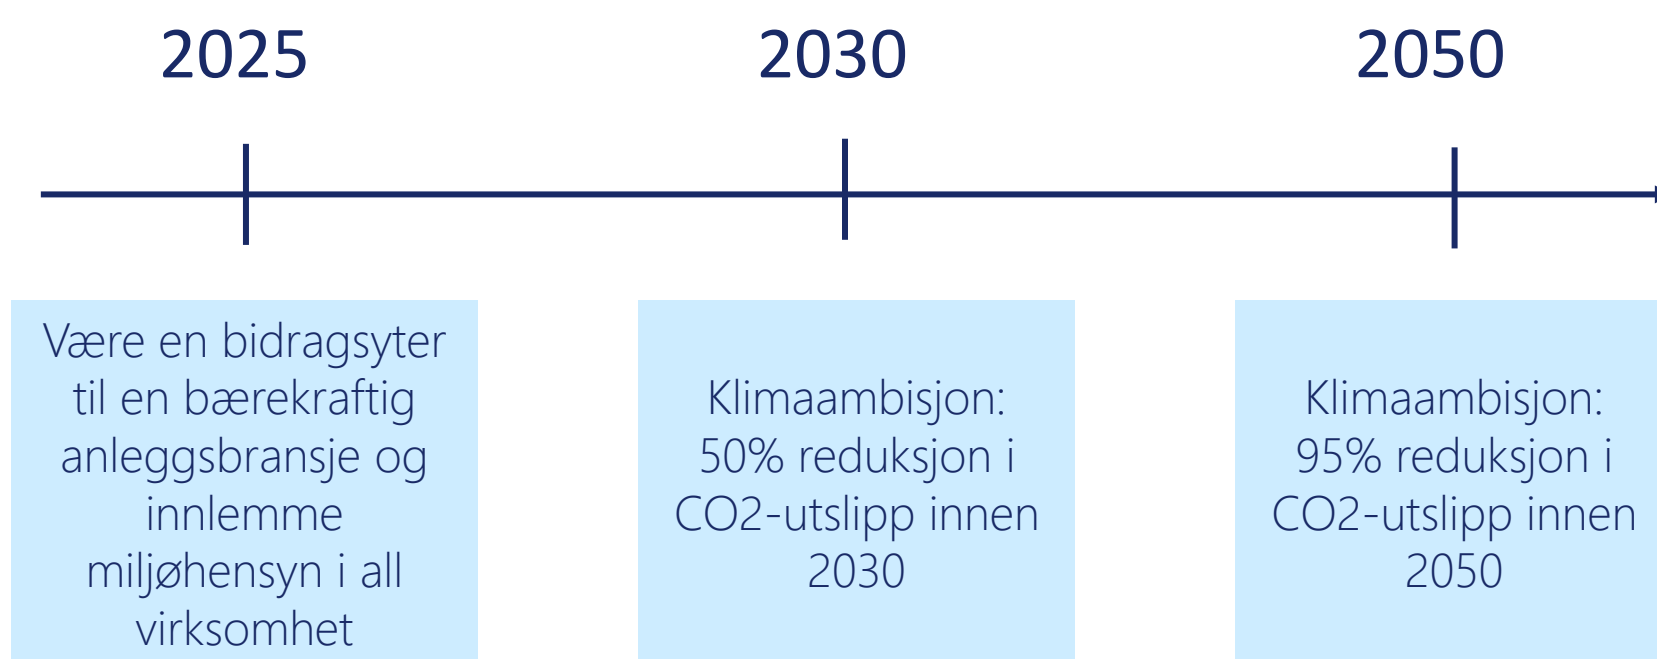 2025
2030
2050
Være en bidragsyter
til en bærekraftig
anleggsbransje og
innlemme
miljøhensyn i all
virksomhet
Klimaambisjon:
50% reduksjon i
CO2-utslipp innen
2030
Klimaambisjon:
95% reduksjon i
CO2-utslipp innen
2050